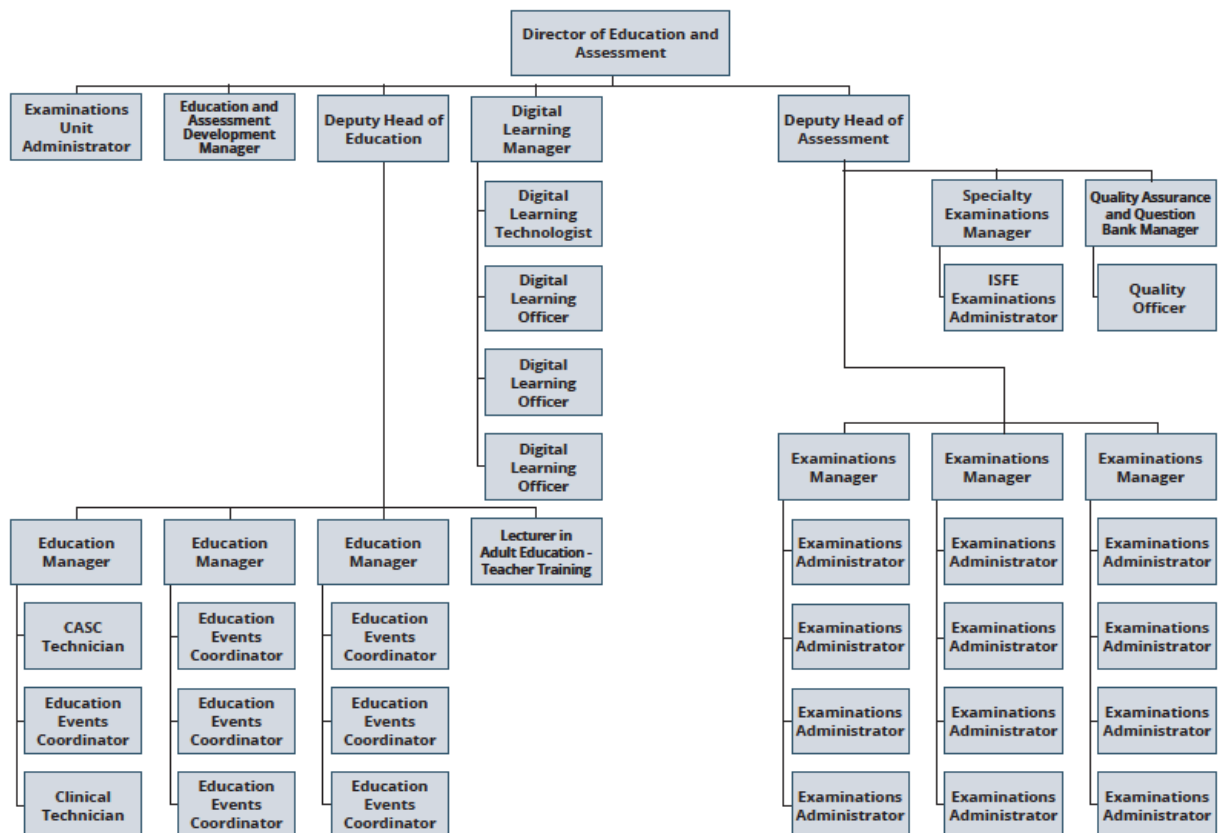 Director of Education and
Assessment
Examinations
Unit
Administrator
Education and
Assessment
Development
Manager
Deputy Head of
Education
Digital
Learning
Manager
Deputy Head of
Assessment
Digital
Learning
Technologist
Specialty
Examinations
Manager
Quality Assurance
and Question
Bank Manager
Digital
Learning
Officer
ISFE
Examinations
Administrator
Quality
Officer
Digital
Learning
Officer
Digital
Learning
Officer
Examinations
Manager
Examinations
Manager
Examinations
Manager
Education
Manager
Education
Manager
Education
Manager
Lecturer in
Adult Education -
Teacher Training
Examinations
Administrator
Examinations
Administrator
Examinations
Administrator
CASC
Technician
Education
Events
Coordinator
Education
Events
Coordinator
Examinations
Administrator
Examinations
Administrator
Examinations
Administrator
Education
Events
Coordinator
Education
Events
Coordinator
Education
Events
Coordinator
Examinations
Administrator
Examinations
Administrator
Examinations
Administrator
Clinical
Technician
Education
Events
Coordinator
Education
Events
Coordinator
Examinations
Administrator
Examinations
Administrator
Examinations
Administrator